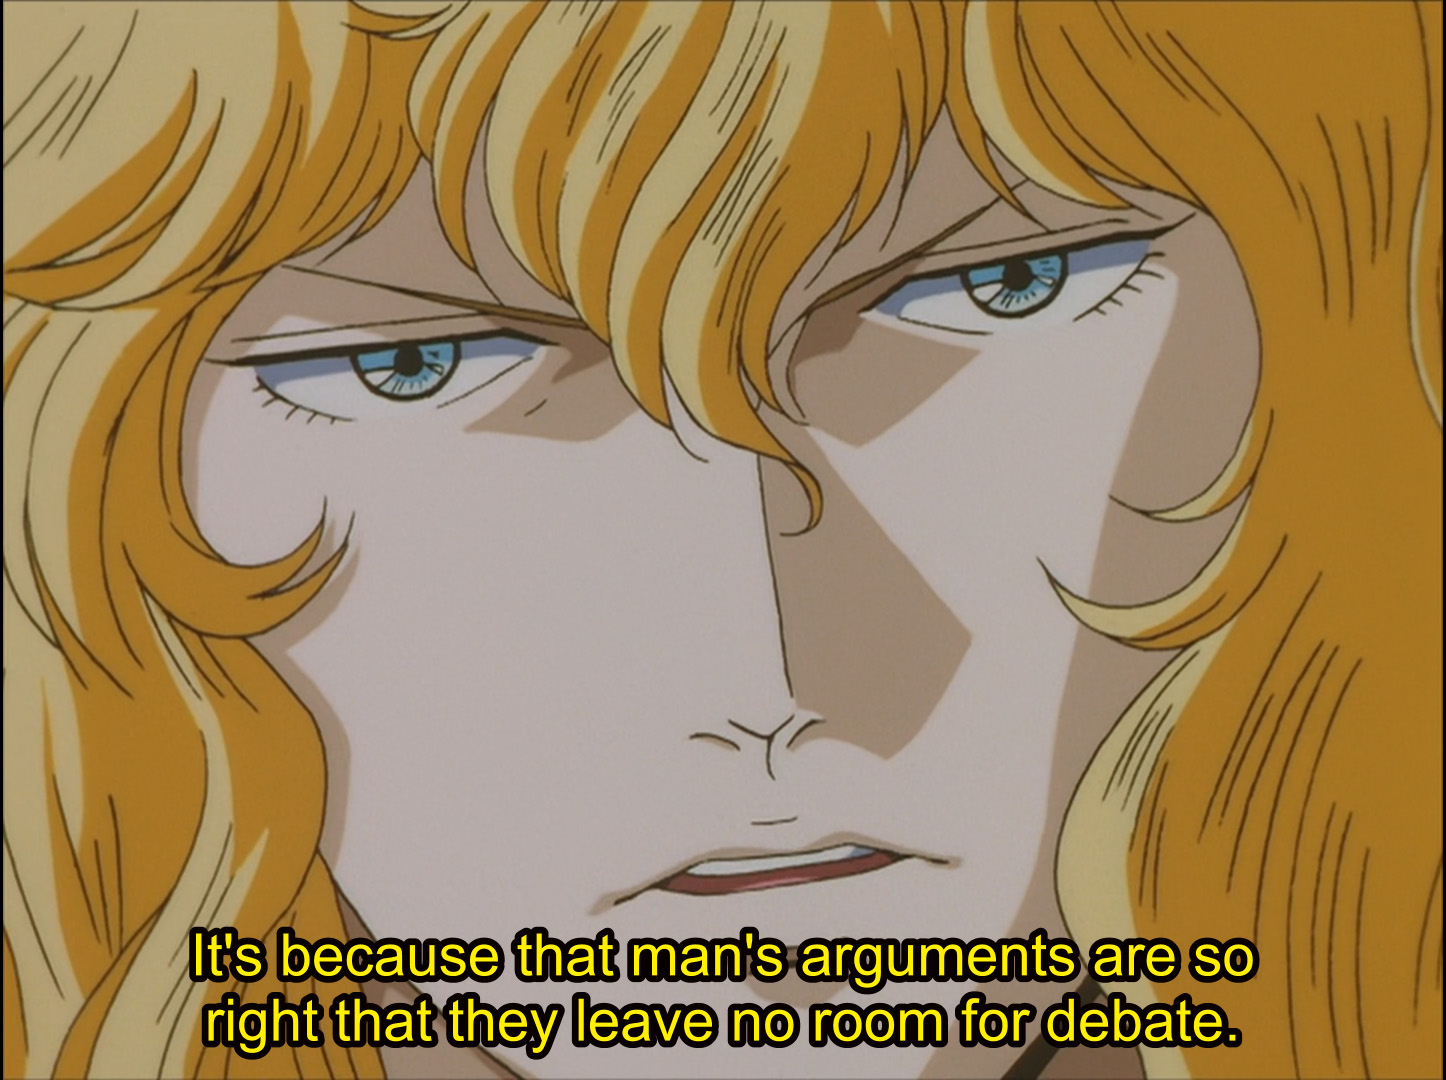 It's because that man's arguments are so
right that they leave no room for debate.